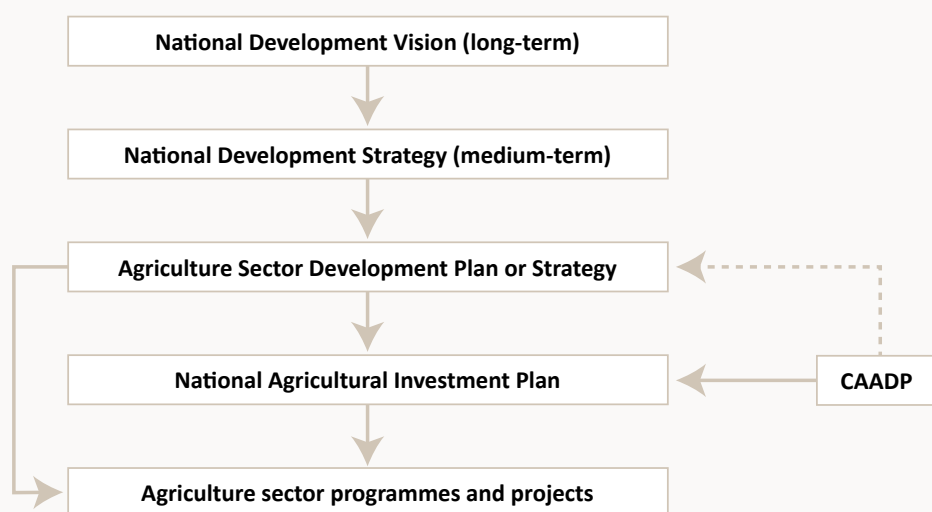 National Development Vision (long-term)
National Development Strategy (medium-term)
Agriculture Sector Development Plan or Strategy
National Agricultural Investment Plan
CAADP
Agriculture sector programmes and projects